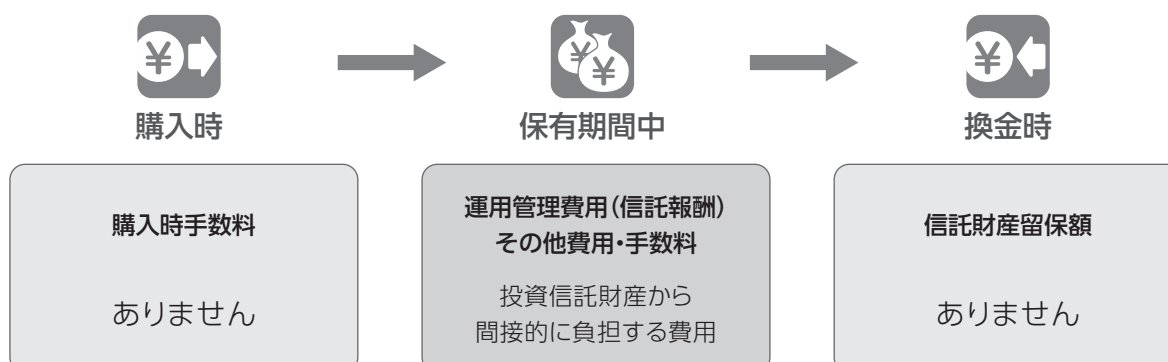 ¥
購入時
購入時手数料
ありません
¥
¥
保有期間中
運用管理費用(信託報酬)
その他費用・手数料
投資信託財産から
間接的に負担する費用
¥
換金時
信託財産留保額
ありません